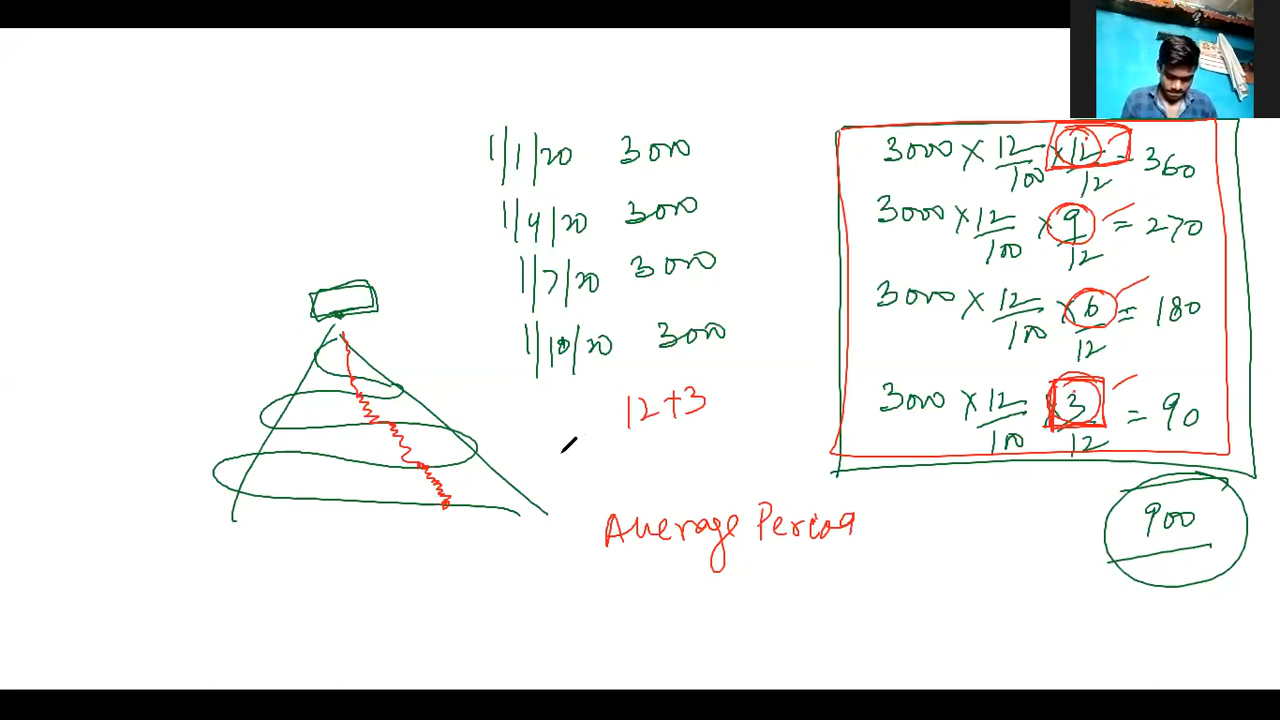 1/1/20 3000
1/4/20 3000
1/7/20 3000
1/10/20 3000
12+3
Average Period
3000 × 12/100 × 12/12 = 360
3000 × 12/100 × 9/12 = 270
3000 × 12/100 × 6/12 = 180
3000 × 12/100 × 3/12 = 90
900